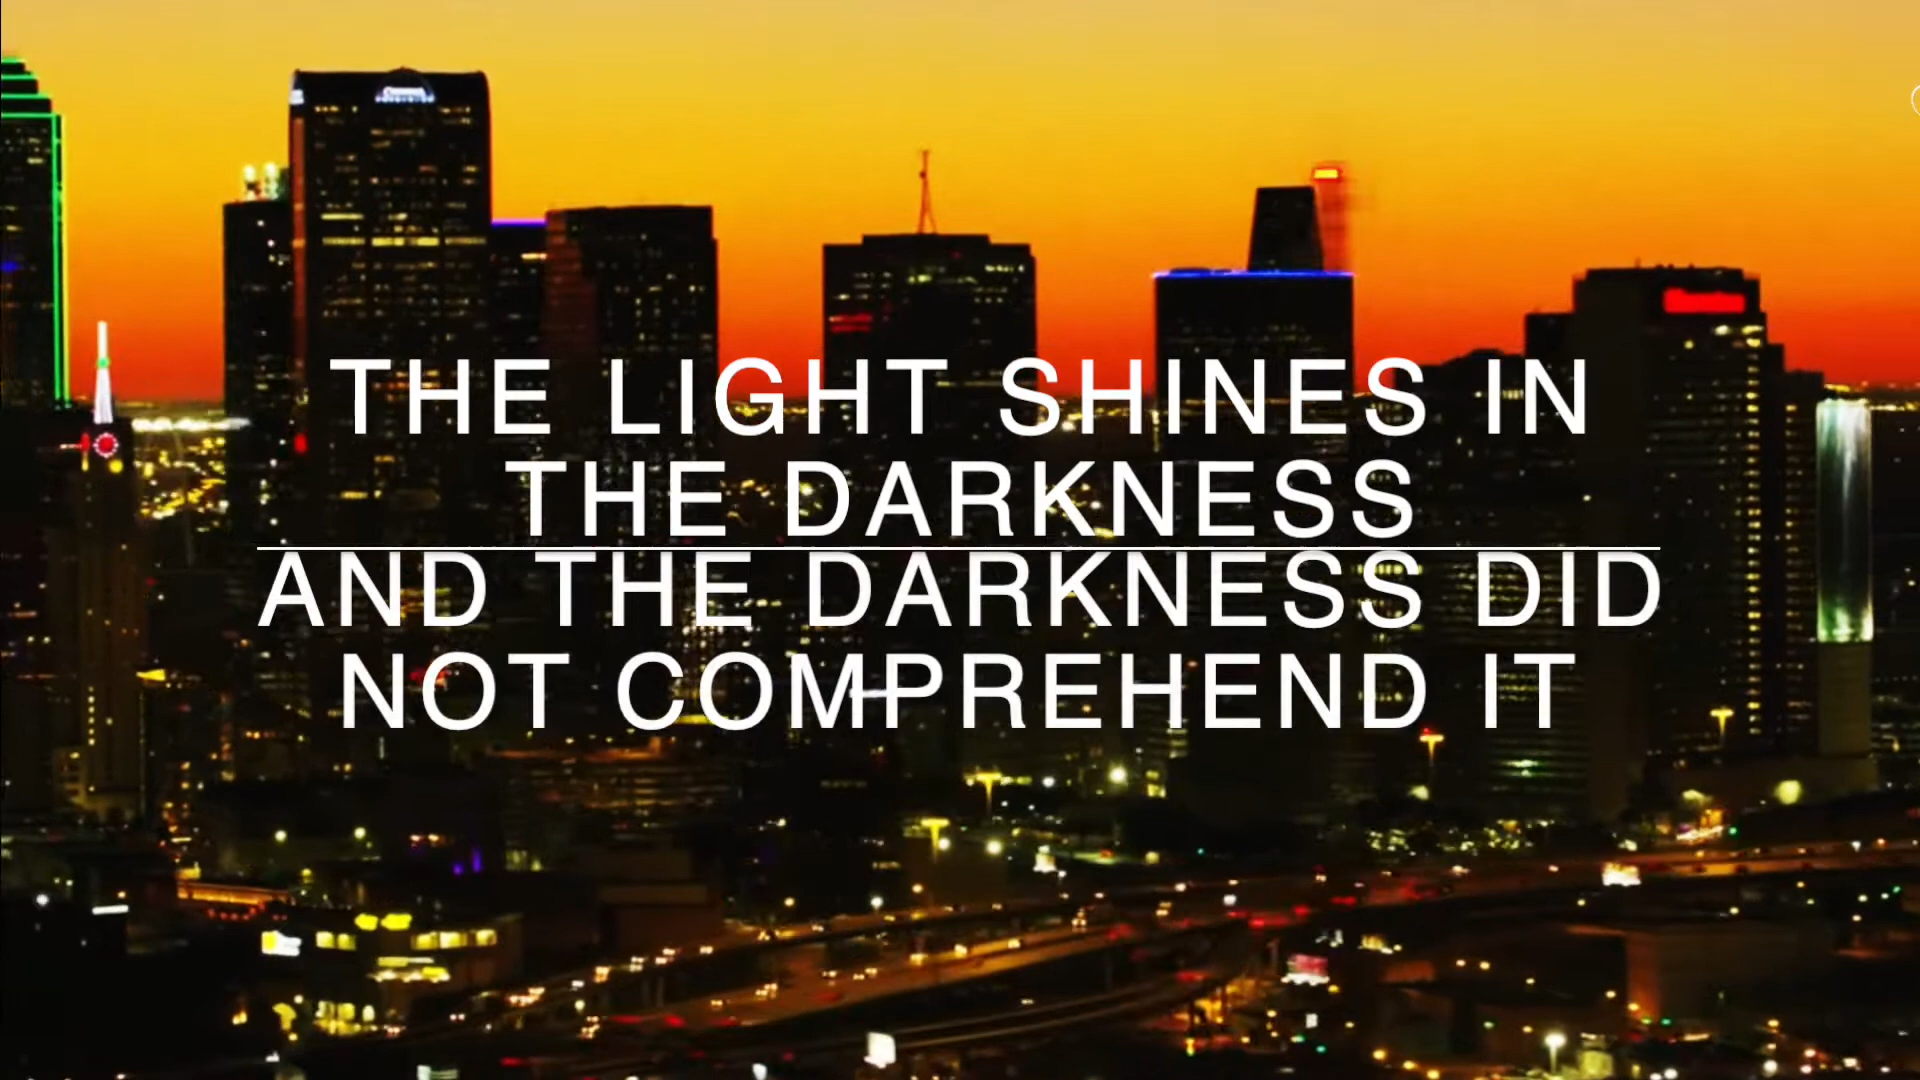 THE LIGHT SHINES IN
THE DARKNESS
AND THE DARKNESS DID
NOT COMPREHEND IT